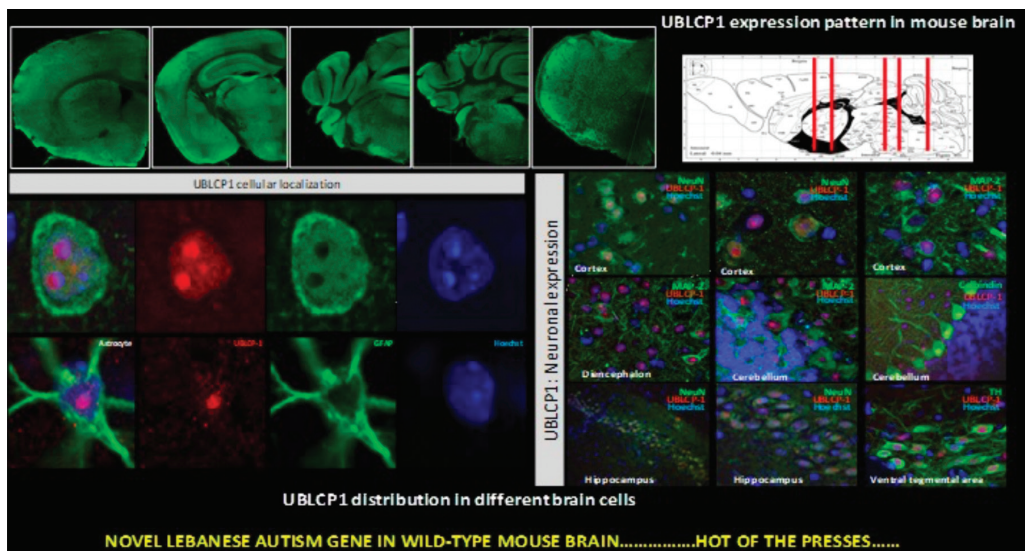 UBLCP1 expression pattern in mouse brain
UBLCP1 cellular localization
Astrocyte
UBLCP-1
GFAP
Hoechst
UBLCP1: Neuronal expression
NeuN
UBLCP-1
Hoechst
Cortex
NeuN
UBLCP-1
Hoechst
Cortex
MAP-2
UBLCP-1
Hoechst
Cortex
MAP-2
UBLCP-1
Hoechst
Diencephalon
MAP-2
UBLCP-1
Hoechst
Cerebellum
Calbindin
UBLCP-1
Hoechst
Cerebellum
NeuN
UBLCP-1
Hoechst
Hippocampus
NeuN
UBLCP-1
Hoechst
Hippocampus
TH
UBLCP-1
Hoechst
Ventral tegmental area
UBLCP1 distribution in different brain cells
NOVEL LEBANESE AUTISM GENE IN WILD-TYPE MOUSE BRAIN...............HOT OF THE PRESSES......